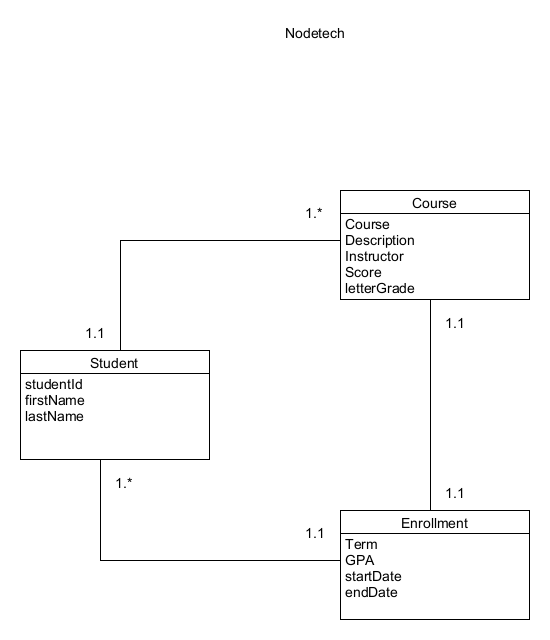 Nodetech
1.*
Course
Course
Description
Instructor
Score
letterGrade
1.1
1.1
Student
studentId
firstName
lastName
1.*
1.1
1.1
Enrollment
Term
GPA
startDate
endDate